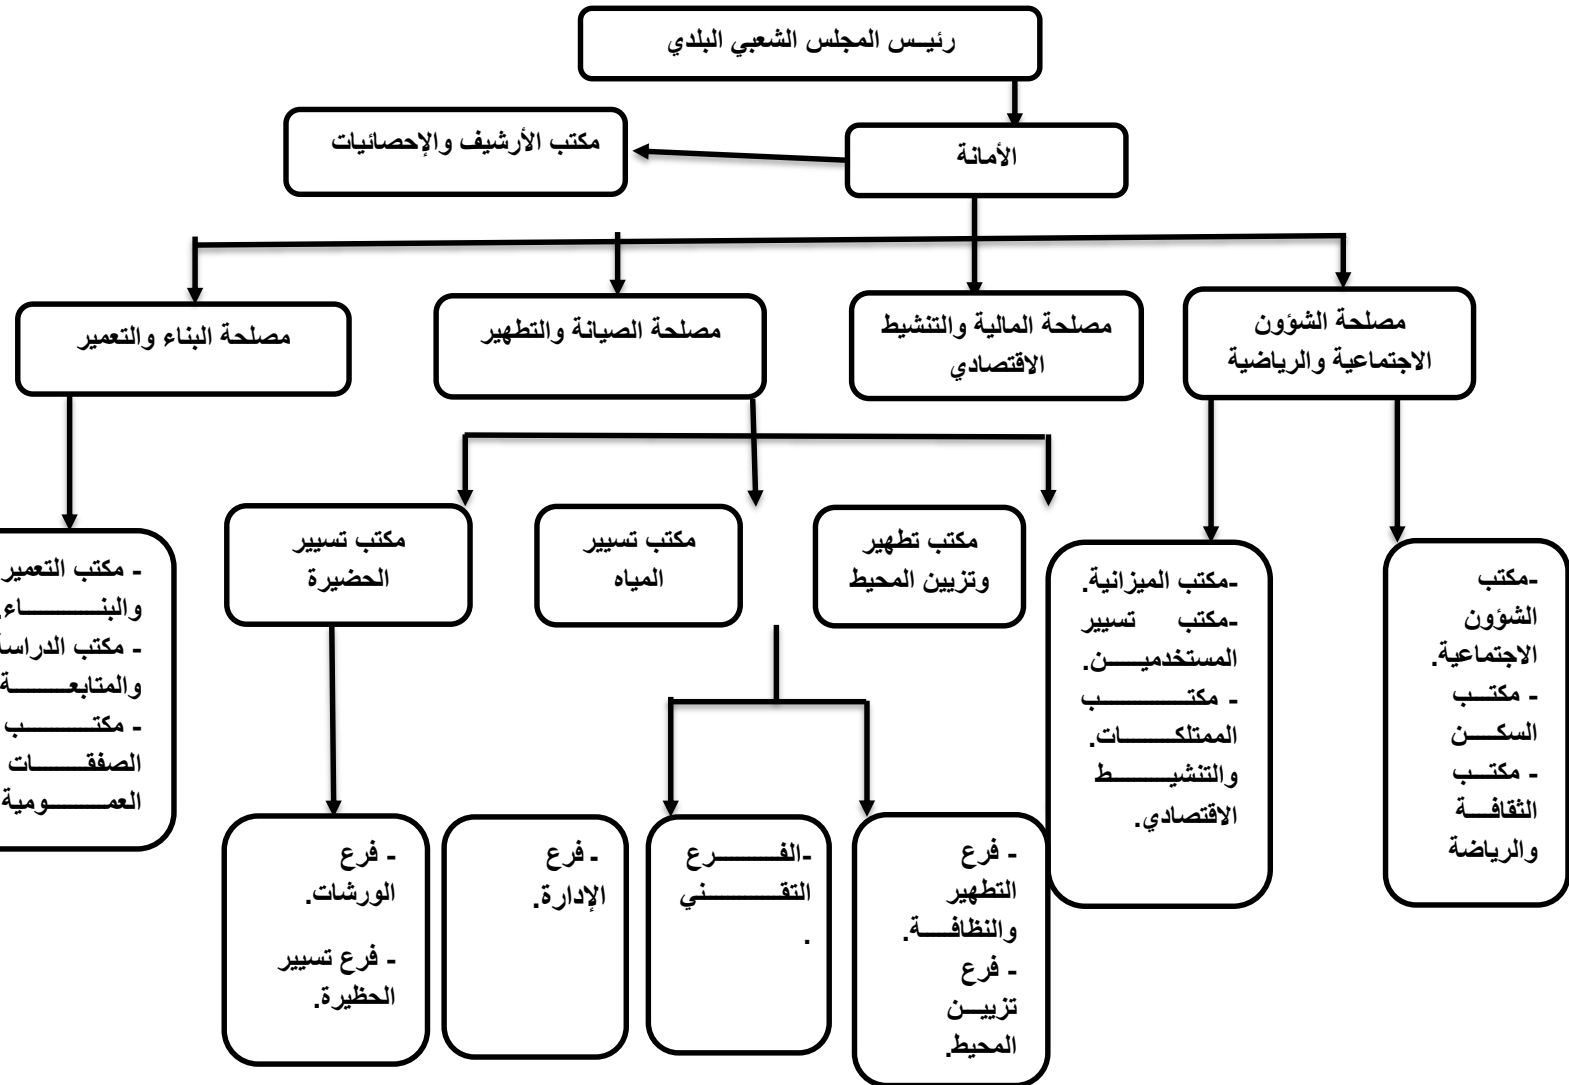 رئيس المجلس الشعبي البلدي
الأمانة
مكتب الأرشيف والإحصائيات
مصلحة الشؤون
الاجتماعية والرياضية
مصلحة المالية والتنشيط
الاقتصادي
مصلحة الصيانة والتطهير
مصلحة البناء والتعمير
-مكتب
الشؤون
الاجتماعية.
- مكتب
السكن
- مكتب
الثقافة
والرياضة
-مكتب الميزانية.
-مكتب تسيير
المستخدمين.
- مكتب
الممتلكات.
والتنشيط
الاقتصادي.
مكتب تطهير
وتزيين المحيط
مكتب تسيير
المياه
مكتب تسيير
الحضيرة
- مكتب التعمير
والبناء.
- مكتب الدراسة
والمتابعة
- مكتب
الصفقات
العمومية
- فرع
التطهير
والنظافة.
- فرع
تزيين
المحيط.
-الفرع
التقني
.
- فرع
الإدارة.
- فرع
الورشات.
- فرع تسيير
الحظيرة.